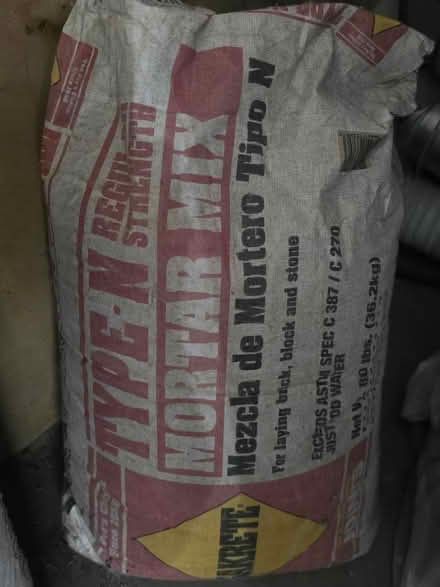 TYPE-N
REGULAR
STRENGTH
MORTAR MIX
Mezcla de Mortero Tipo N
For laying brick, block and stone
ExCEEDS ASTM SPEC C 387 / C 270
JUST ADD WATER
Net 80 lbs. (36.2kg)